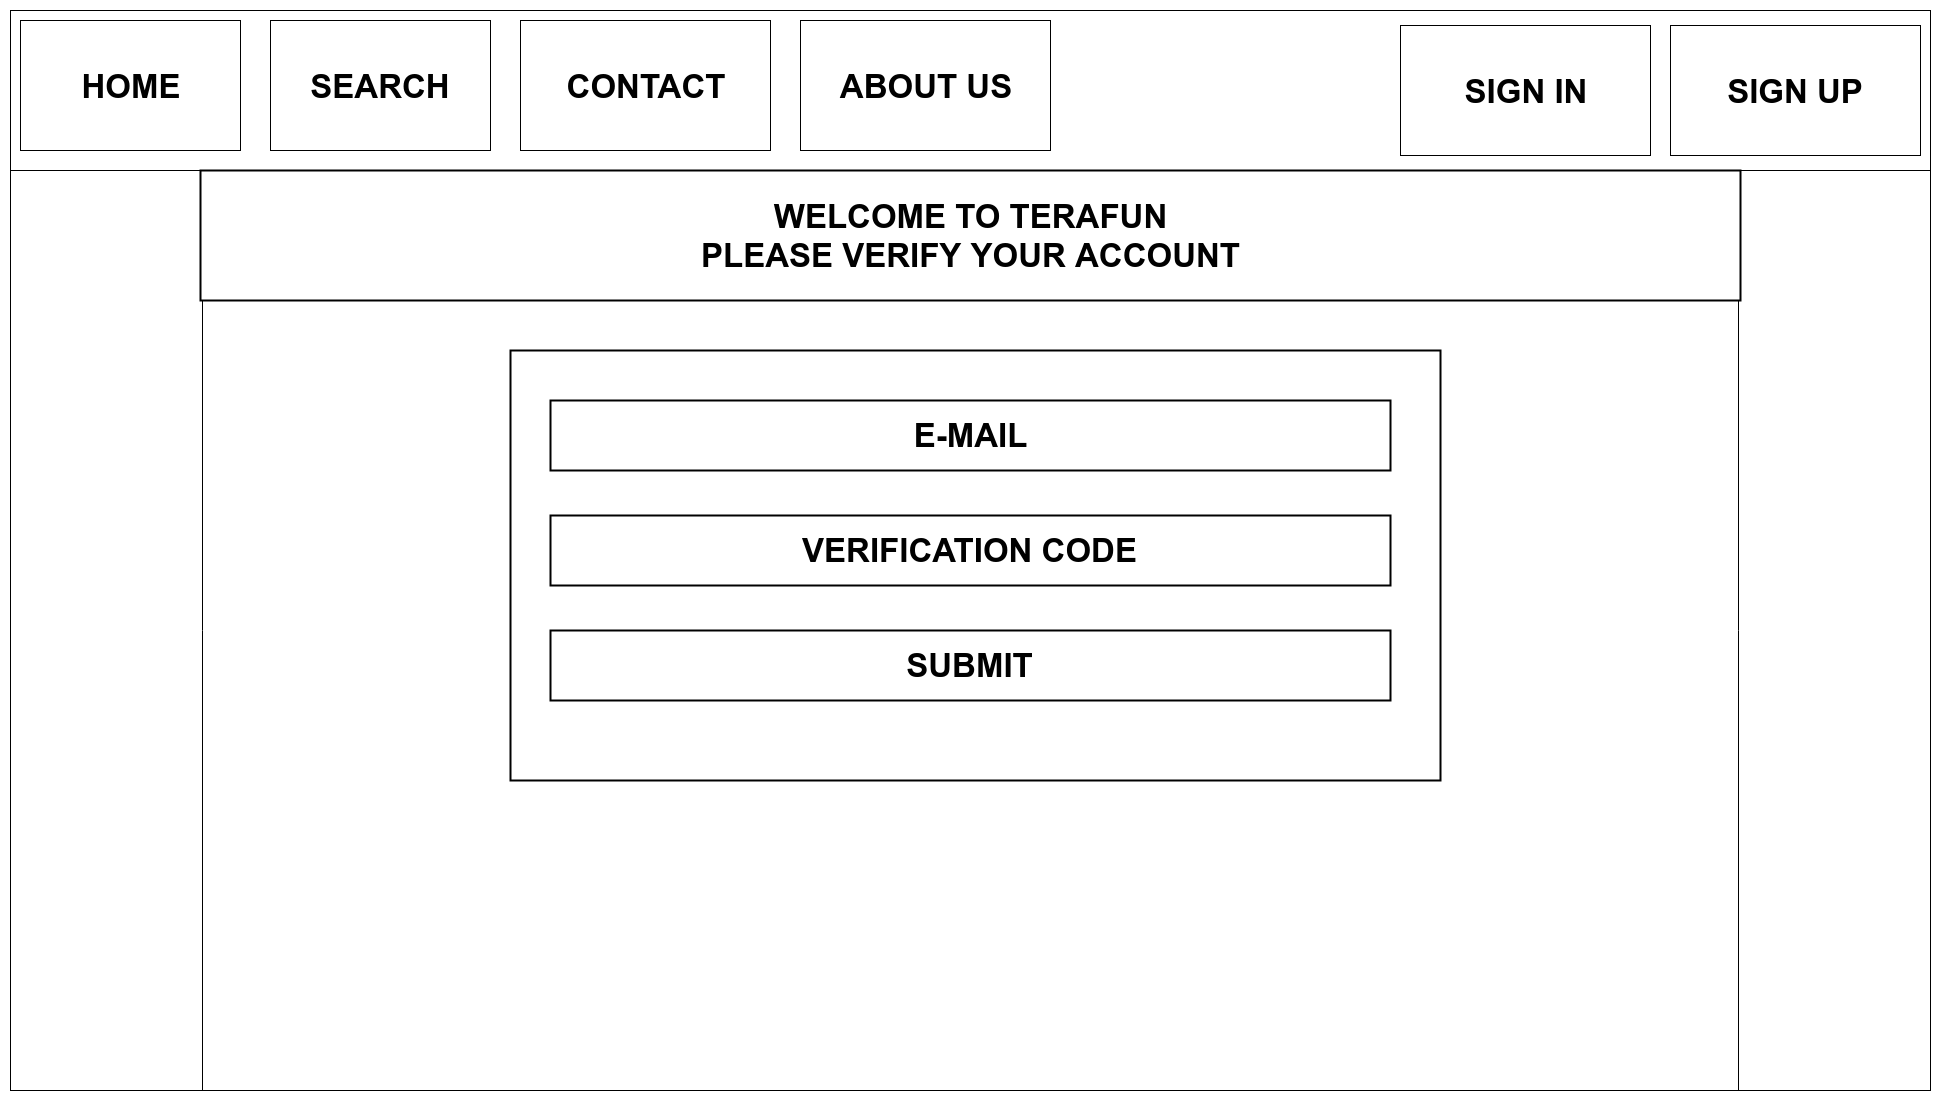 HOME
SEARCH
CONTACT
ABOUT US
SIGN IN
SIGN UP
WELCOME TO TERAFUN
PLEASE VERIFY YOUR ACCOUNT
E-MAIL
VERIFICATION CODE
SUBMIT